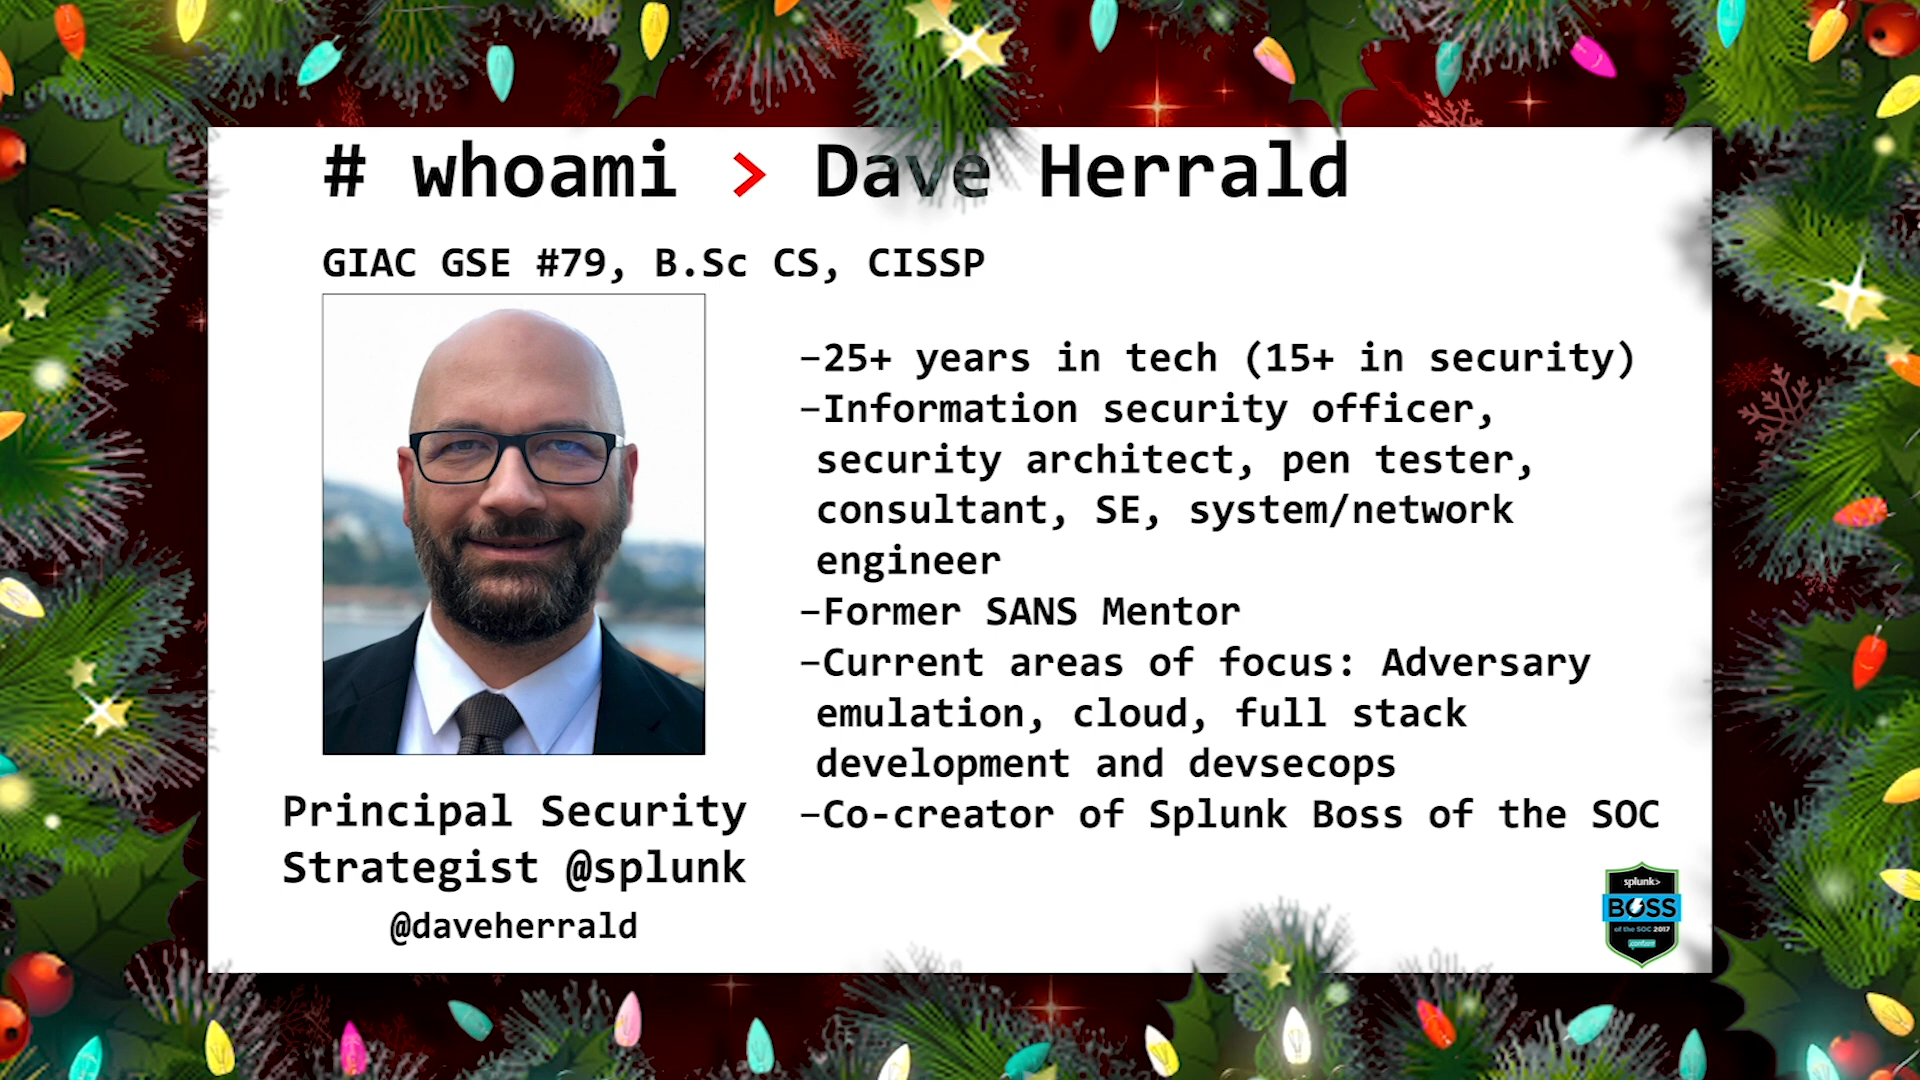 # whoami > Dave Herrald
GIAC GSE #79, B.Sc CS, CISSP
–25+ years in tech (15+ in security)
–Information security officer,
security architect, pen tester,
consultant, SE, system/network
engineer
–Former SANS Mentor
–Current areas of focus: Adversary
emulation, cloud, full stack
development and devsecops
–Co-creator of Splunk Boss of the SOC
Principal Security
Strategist @splunk
@daveherrald
splunk>
BOSS
of the SOC 2017
.conf2017